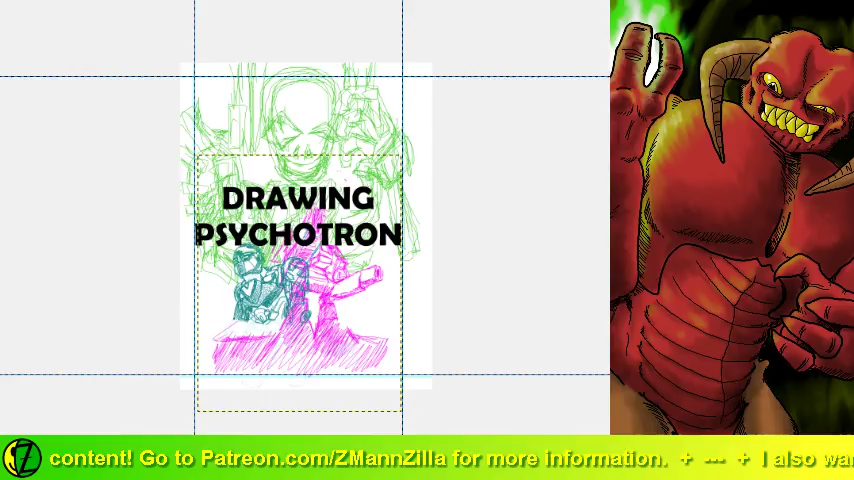 DRAWING
PSYCHOTRON
Z content! Go to Patreon.com/ZMannZilla for more information. + --- + I also wa